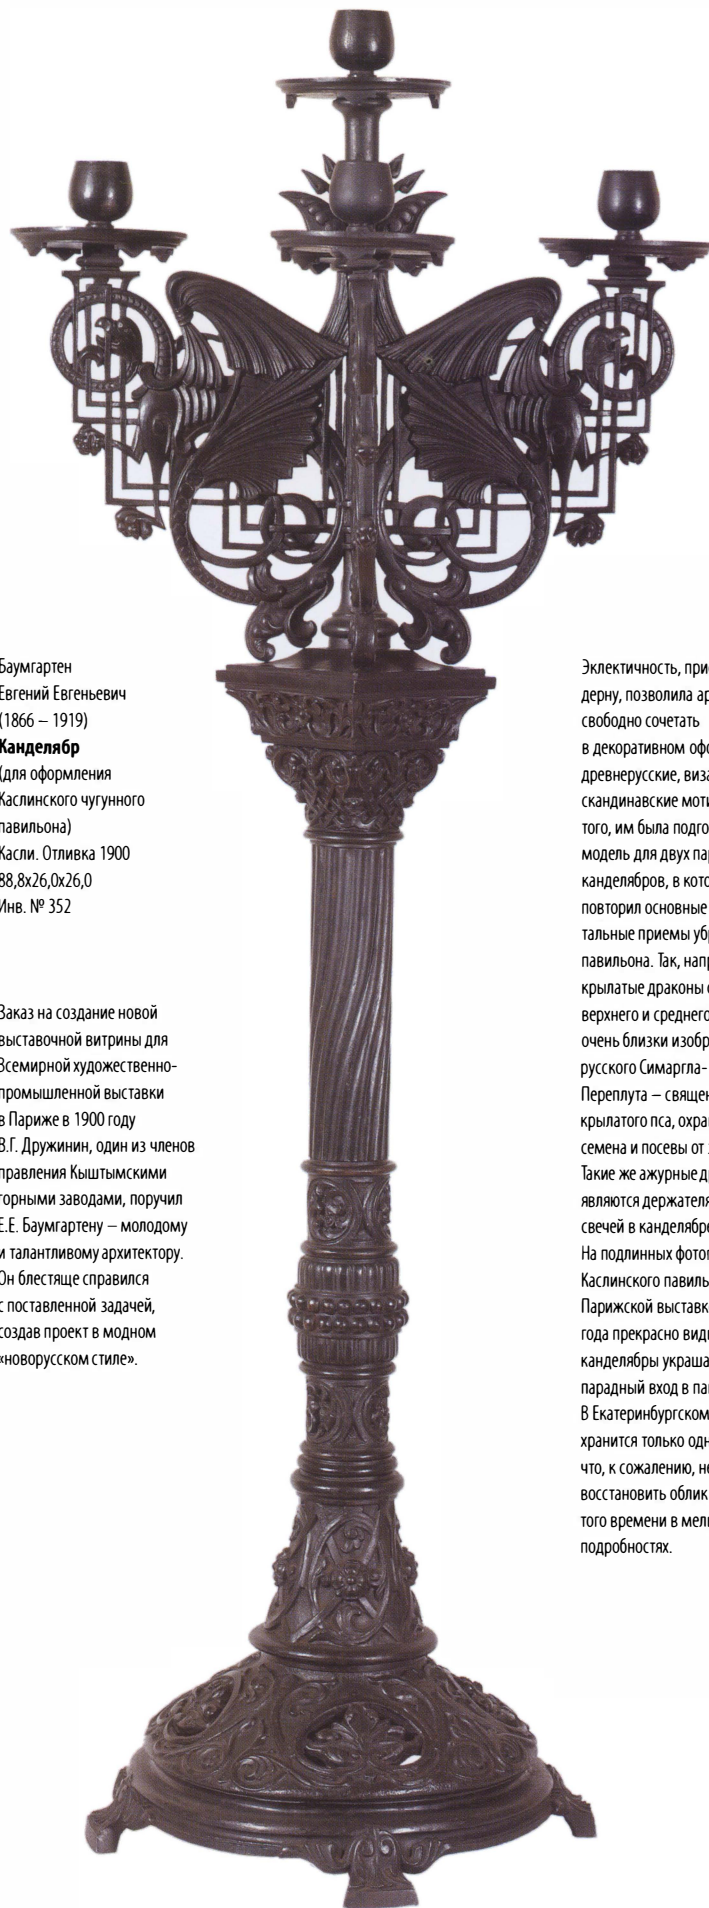 Баумгартен
Евгений Евгеньевич
(1866 – 1919)
Канделябр
(для оформления
Каслинского чугунного
павильона)
Касли. Отливка 1900
88,8х26,0х26,0
Инв. № 352
Заказ на создание новой
выставочной витрины для
Всемирной художественно-
промышленной выставки
в Париже в 1900 году
В.Г. Дружинин, один из членов
правления Кыштымскими
горными заводами, поручил
Е.Е. Баумгартену – молодому
и талантливому архитектору.
Он блестяще справился
с поставленной задачей,
создав проект в модном
«новорусском стиле».
Эклектичность, при
дерну, позволила ар
свободно сочетать
в декоративном офо
древнерусские, виза
скандинавские моти
того, им была подго
модель для двух пар
канделябров, в кото
повторил основные
тальные приемы убр
павильона. Так, напр
крылатые драконы
верхнего и среднего
очень близки изобр
русского Симаргла-
Переплута – священ
крылатого пса, охра
семена и посевы от
Такие же ажурные др
являются держателя
свечей в канделябре
На подлинных фотог
Каслинского павиль
Парижской выставк
года прекрасно вид
канделябры украша
парадный вход в па
В Екатеринбургском
хранится только одн
что, к сожалению, не
восстановить облик
того времени в мел
подробностях.